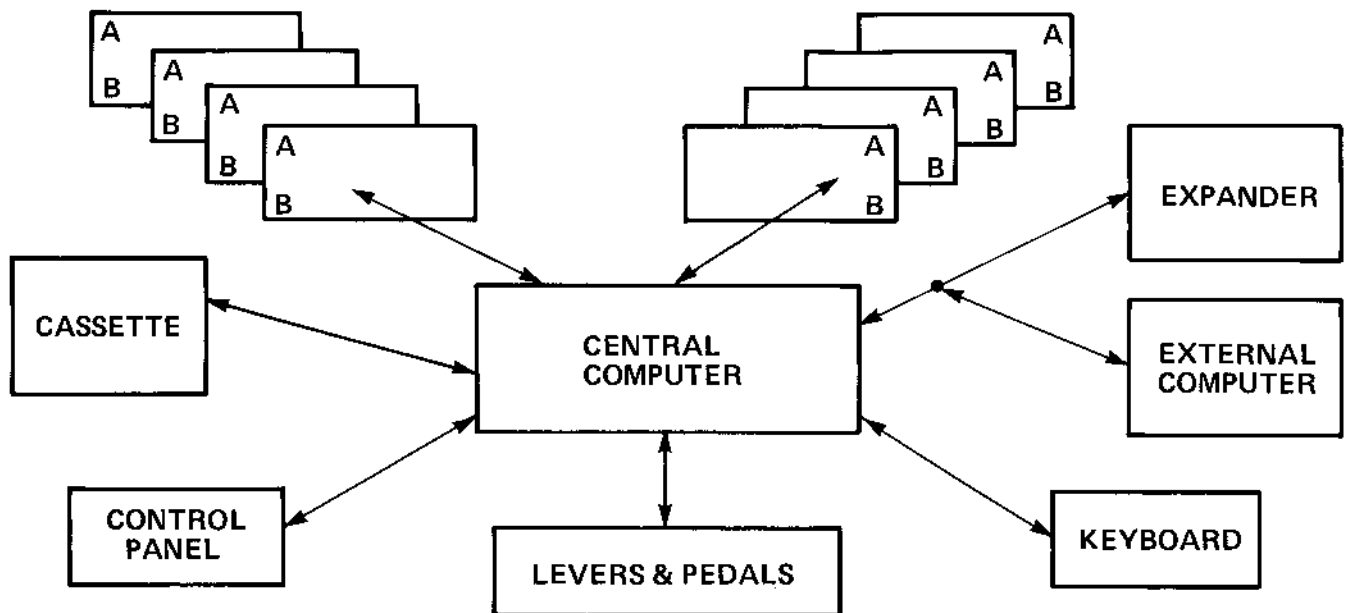 A
B
A
B
A
B
A
B
A
B
A
B
A
B
A
B
EXPANDER
CASSETTE
CENTRAL
COMPUTER
EXTERNAL
COMPUTER
CONTROL
PANEL
LEVERS & PEDALS
KEYBOARD